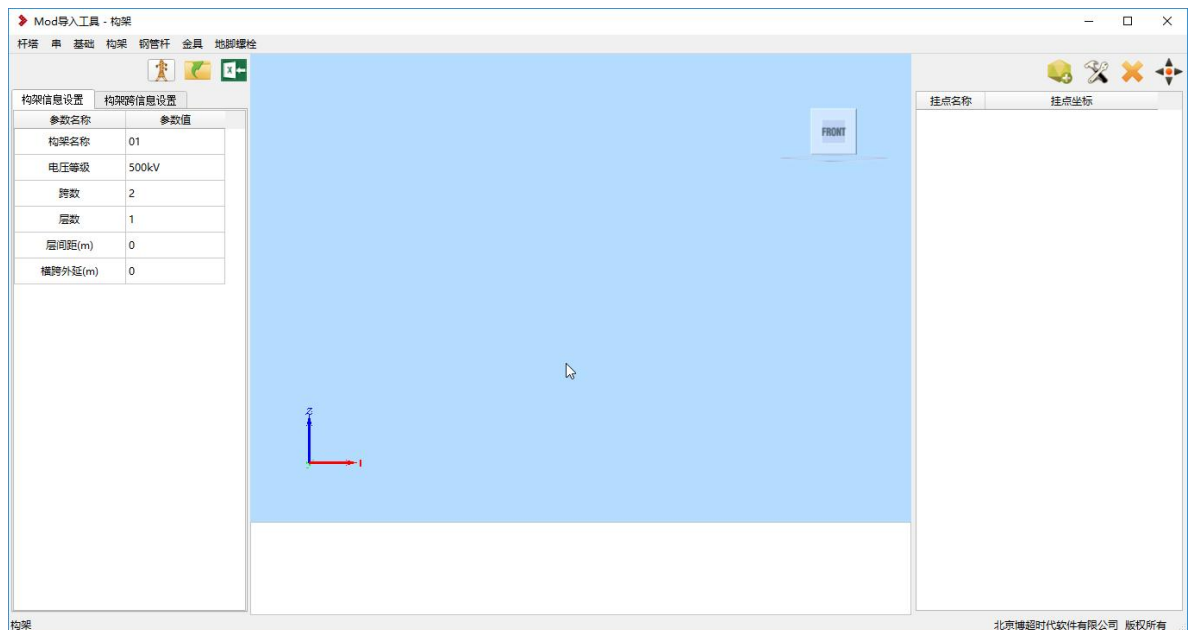 Mod导入工具 - 构架
杆塔 串 基础 构架 钢管杆 金具 地脚螺栓
构架信息设置 构架跨信息设置
参数名称 参数值
构架名称 01
电压等级 500kV
跨数 2
层数 1
层间距(m) 0
横跨外延(m) 0
FRONT
Z
挂点名称 挂点坐标
构架
北京博超时代软件有限公司 版权所有